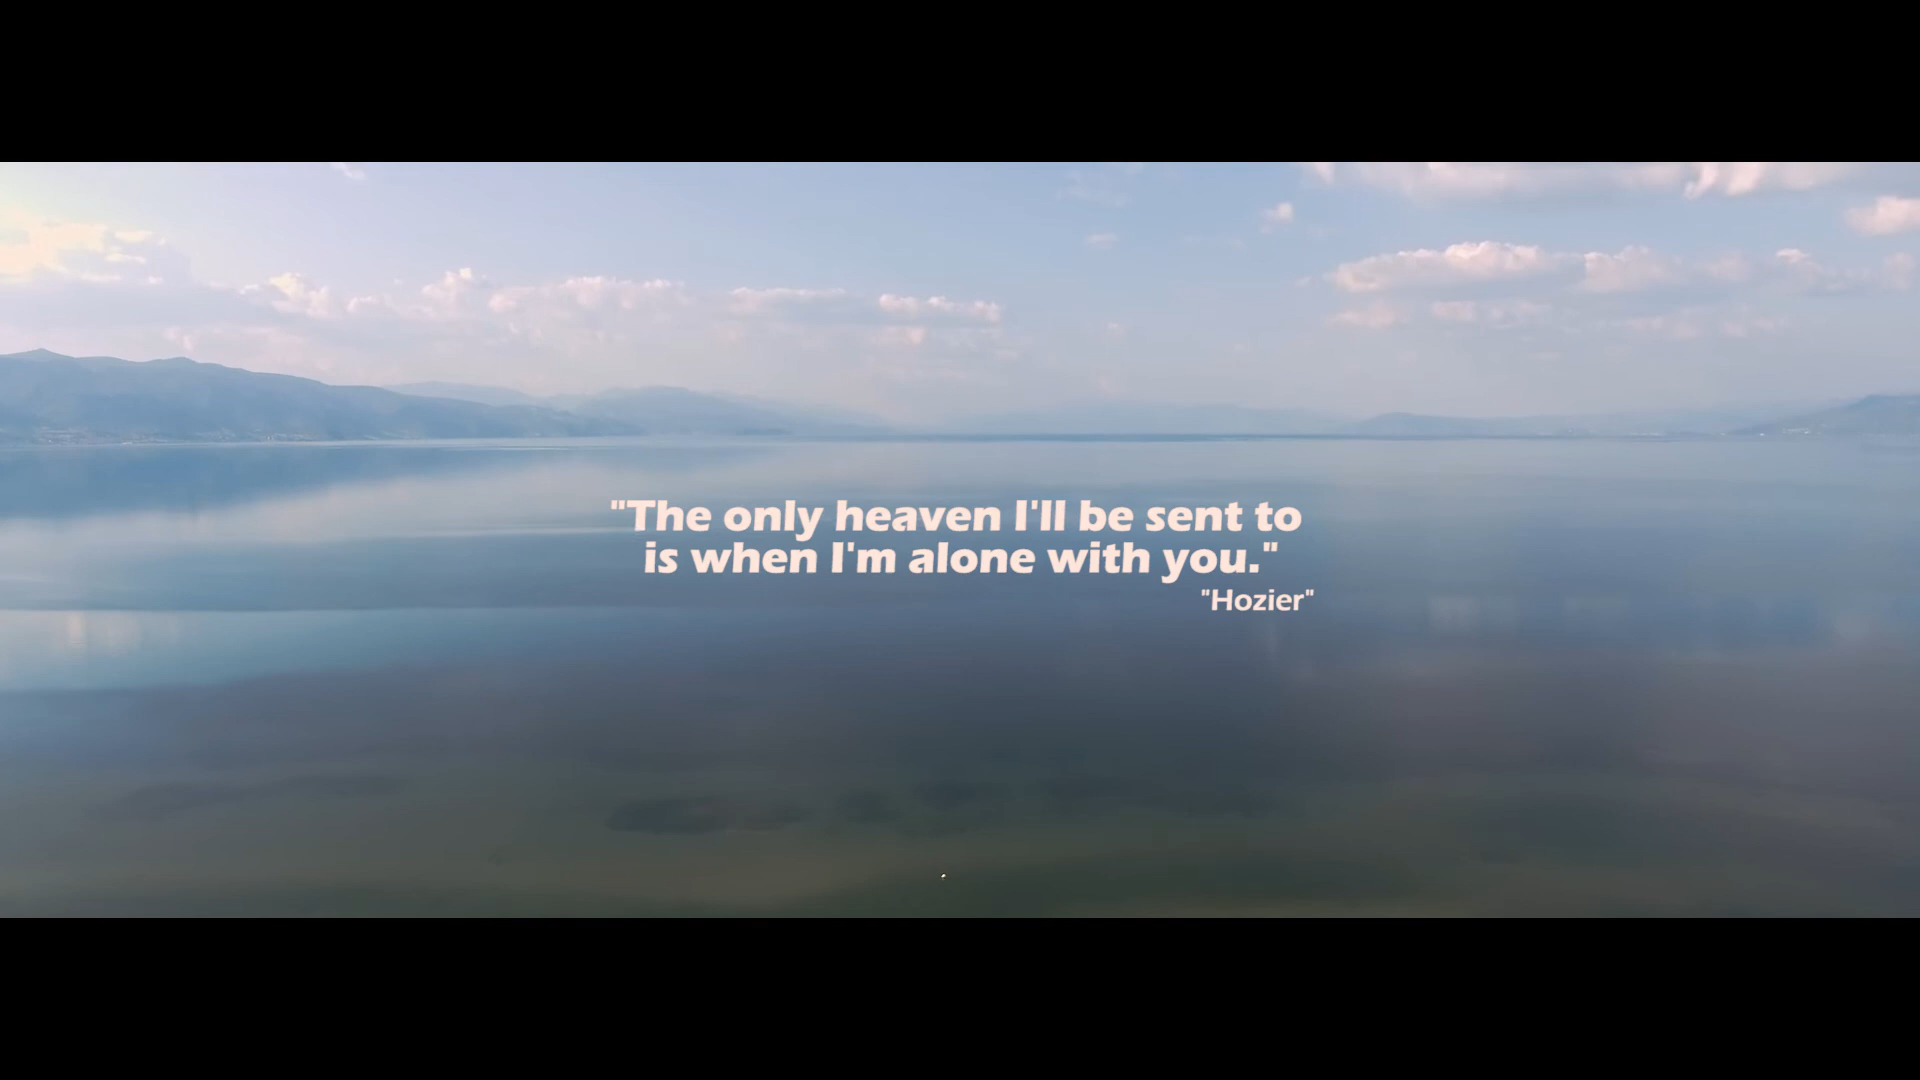 "The only heaven I'll be sent to
is when I'm alone with you."
"Hozier"